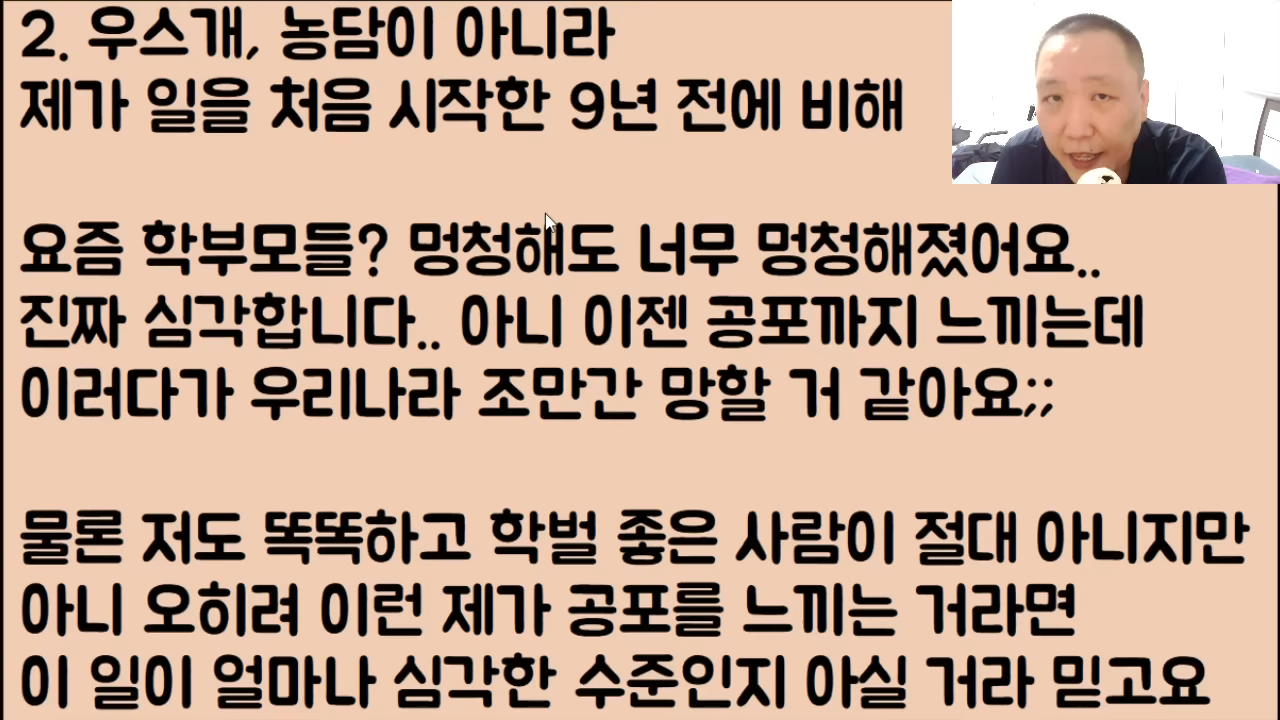 2. 우스개, 농담이 아니라
제가 일을 처음 시작한 9년 전에 비해
요즘 학부모들? 멍청해도 너무 멍청해졌어요..
진짜 심각합니다.. 아니 이젠 공포까지 느끼는데
이러다가 우리나라 조만간 망할 거 같아요;;
물론 저도 똑똑하고 학벌 좋은 사람이 절대 아니지만
아니 오히려 이런 제가 공포를 느끼는 거라면
이 일이 얼마나 심각한 수준인지 아실 거라 믿고요